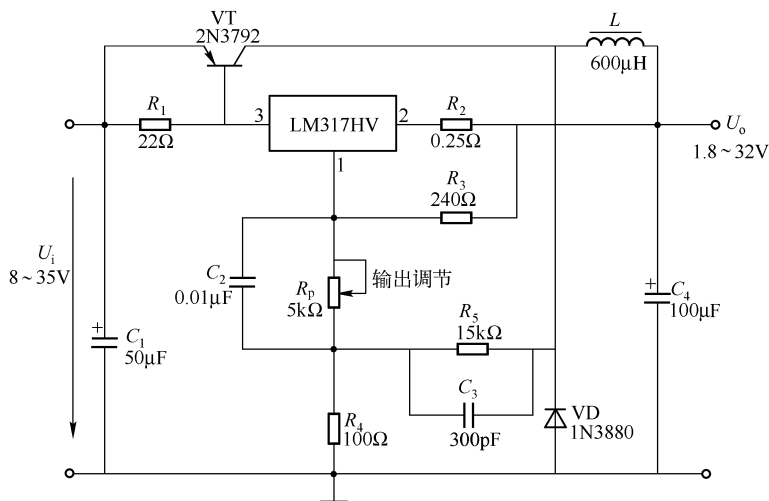 VT
2N3792
L
600μH
R1
22Ω
3
LM317HV
2
R2
0.25Ω
Uo
1.8~32V
1
R3
240Ω
Ui
8~35V
C2
0.01μF
Rp
5kΩ
输出调节
C4
100μF
+
R5
15kΩ
+
C1
50μF
C3
300pF
VD
1N3880
R4
100Ω